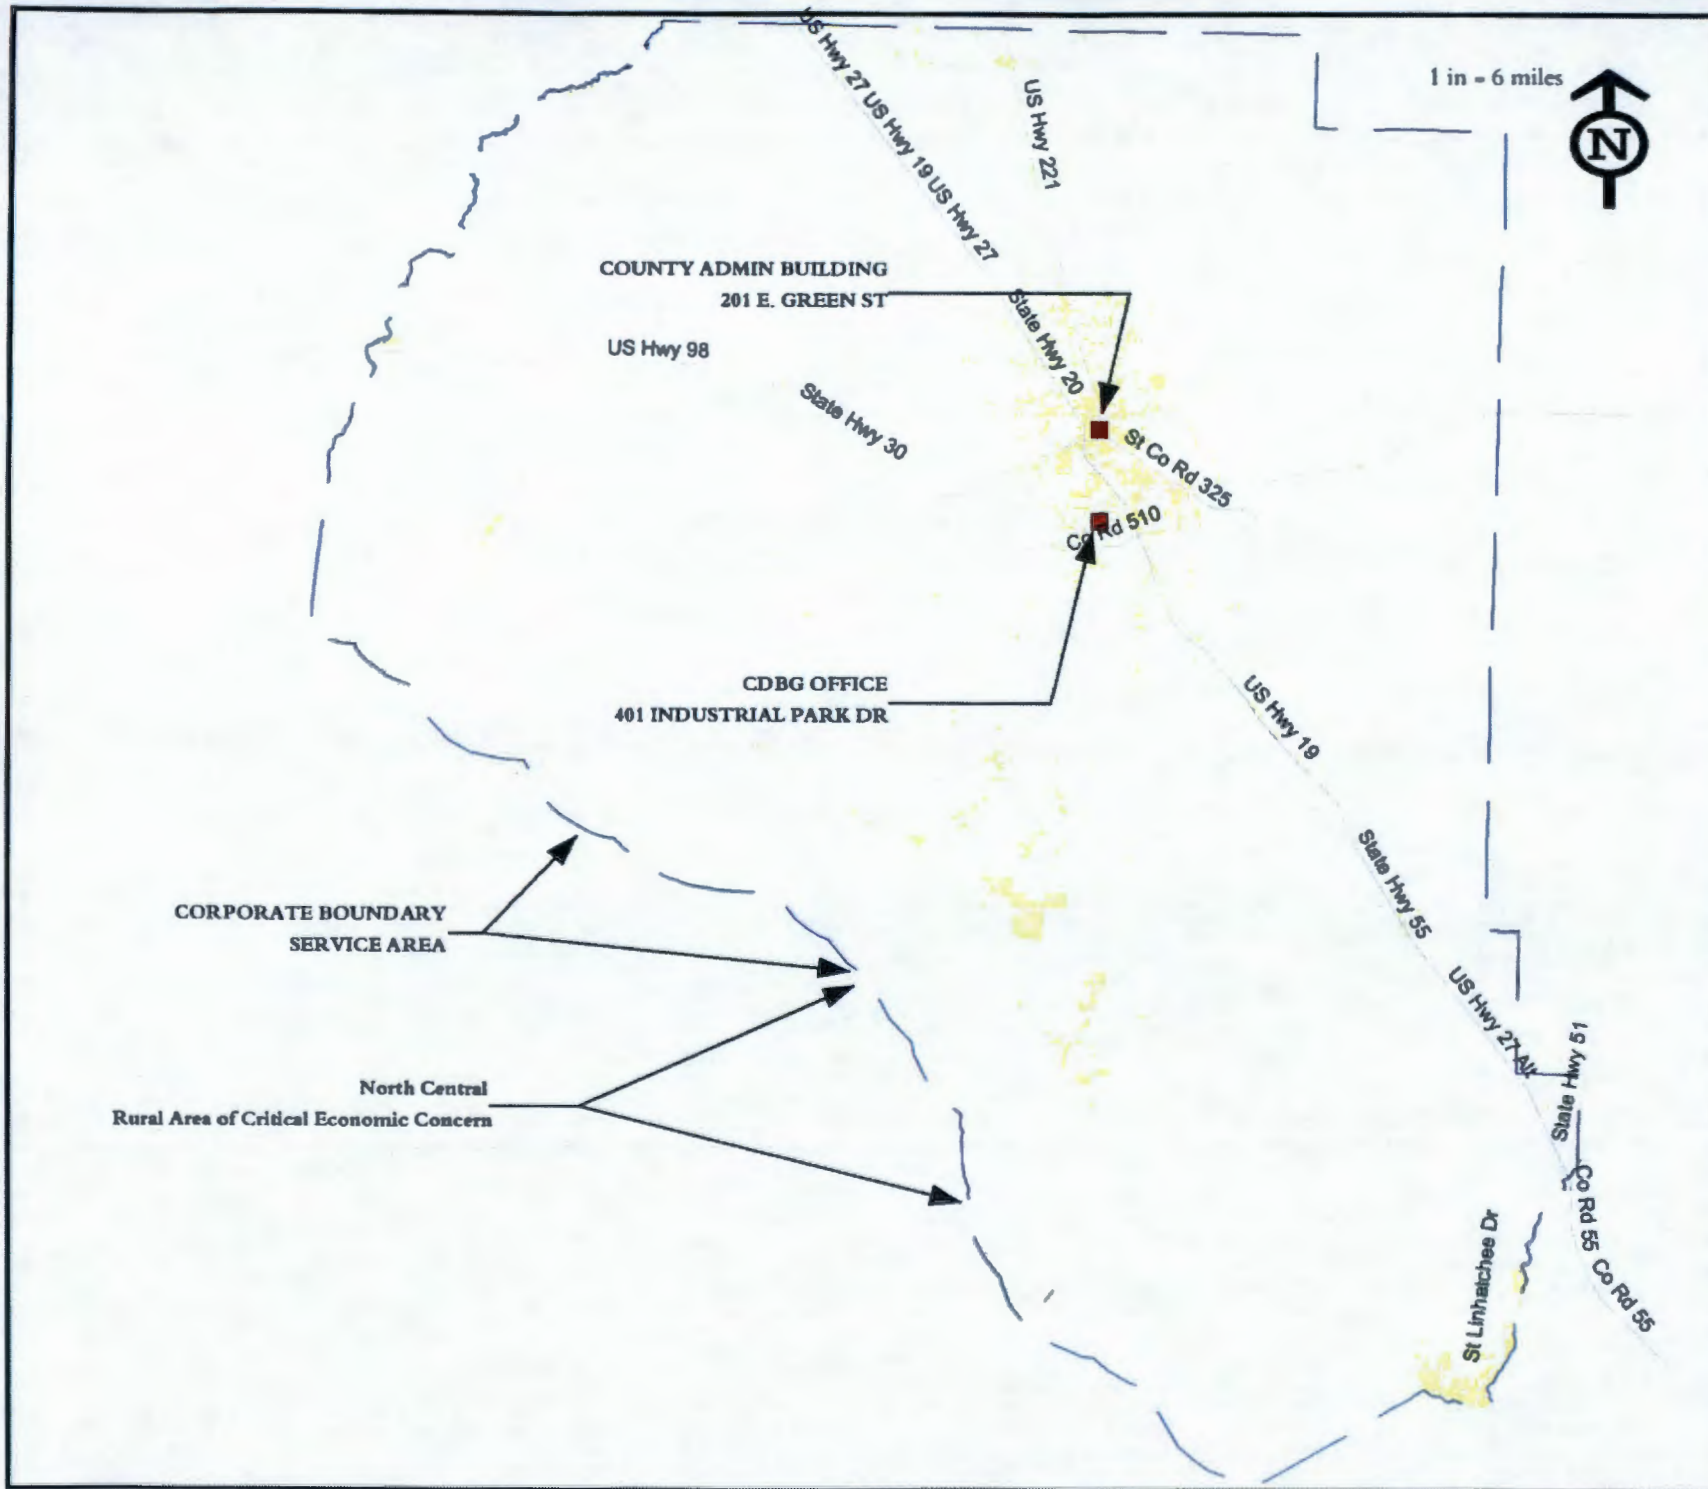 US Hwy 27 US Hwy 19 US Hwy 27
US Hwy 221
1 in = 6 miles
N
COUNTY ADMIN BUILDING
201 E. GREEN ST
State Hwy 20
US Hwy 98
State Hwy 30
St Co Rd 325
Co Rd 510
CDBG OFFICE
401 INDUSTRIAL PARK DR
US Hwy 19
State Hwy 55
CORPORATE BOUNDARY
SERVICE AREA
US Hwy 27 Alt
State Hwy 51
North Central
Rural Area of Critical Economic Concern
Co Rd 55 Co Rd 55
St Linhatchee Dr